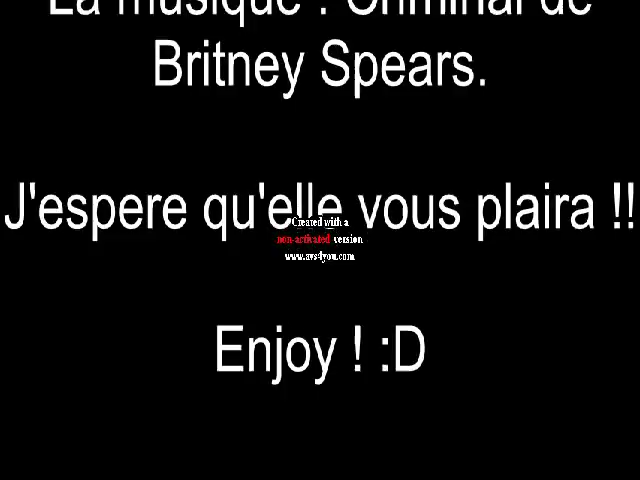 La musique : Criminal de
Britney Spears.
J'espere qu'elle vous plaira !!
Created with a
non-activated version
www.avs4you.com
Enjoy ! :D